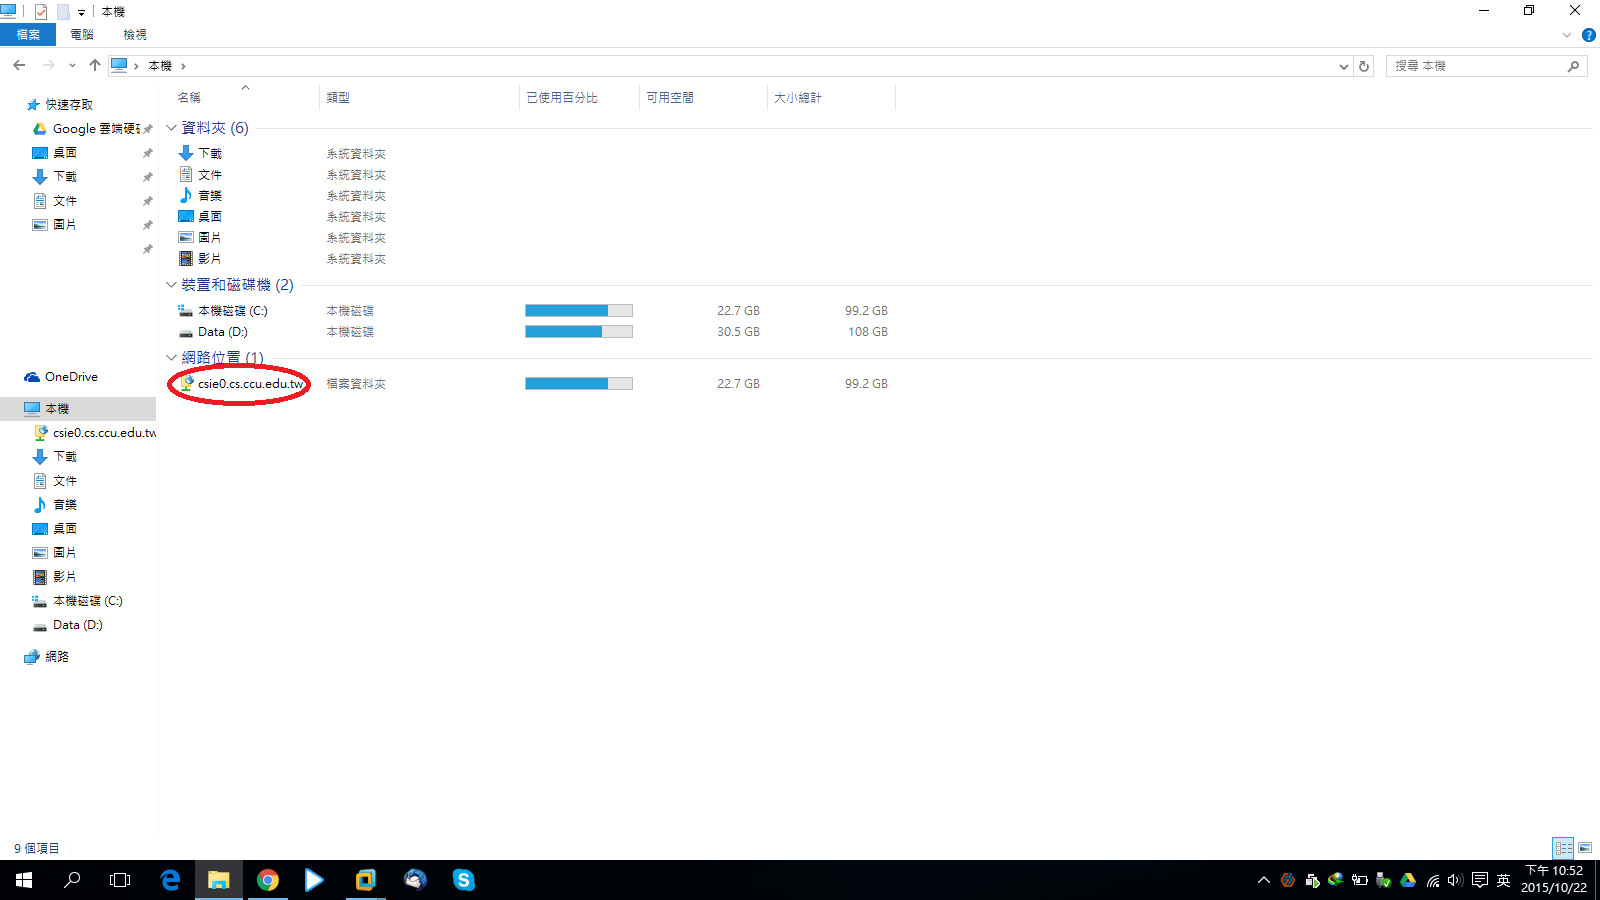 本機
檔案 電腦 檢視
本機
搜尋 本機
名稱 類型 已使用百分比 可用空間 大小總計
快速存取
Google 雲端硬
桌面
下載
文件
圖片
OneDrive
本機
csie0.cs.ccu.edu.tw
下載
文件
音樂
桌面
圖片
影片
本機磁碟 (C:)
Data (D:)
網路
資料夾 (6)
下載 系統資料夾
文件 系統資料夾
音樂 系統資料夾
桌面 系統資料夾
圖片 系統資料夾
影片 系統資料夾
裝置和磁碟機 (2)
本機磁碟 (C:) 本機磁碟 22.7 GB 99.2 GB
Data (D:) 本機磁碟 30.5 GB 108 GB
網路位置 (1)
csie0.cs.ccu.edu.tw 檔案資料夾 22.7 GB 99.2 GB
9 個項目
英
下午 10:52
2015/10/22